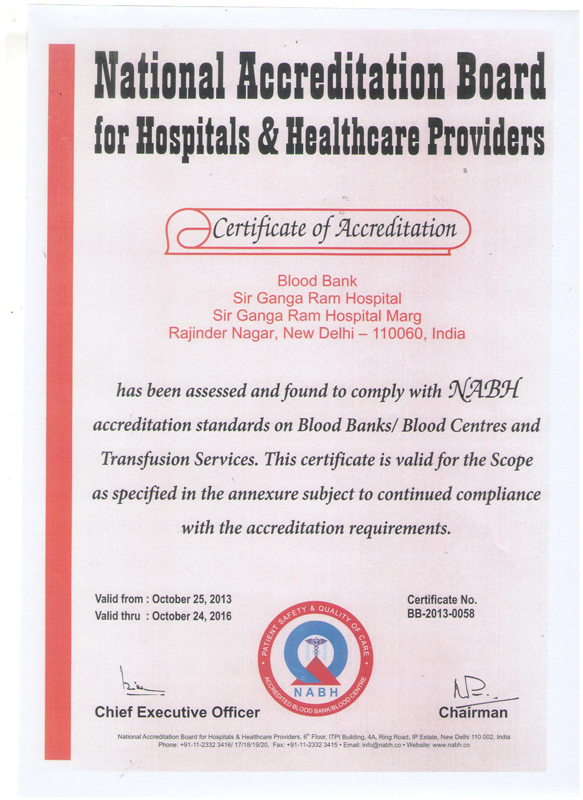 National Accreditation Board
for Hospitals & Healthcare Providers
Certificate of Accreditation
Blood Bank
Sir Ganga Ram Hospital
Sir Ganga Ram Hospital Marg
Rajinder Nagar, New Delhi – 110060, India
has been assessed and found to comply with NABH
accreditation standards on Blood Banks/ Blood Centres and
Transfusion Services. This certificate is valid for the Scope
as specified in the annexure subject to continued compliance
with the accreditation requirements.
Valid from : October 25, 2013
Valid thru : October 24, 2016
Certificate No.
BB-2013-0058
PATIENT SAFETY & QUALITY OF CARE
NABH
ACCREDITED BLOOD BANK/BLOOD CENTRE
Chief Executive Officer
Chairman
National Accreditation Board for Hospitals & Healthcare Providers, 6th Floor, ITPI Building, 4A, Ring Road, IP Estate, New Delhi 110 002, India
Phone: +91-11-2332 3416/ 17/18/19/20, Fax: +91-11-2332 3415 • Email: info@nabh.co • Website: www.nabh.co